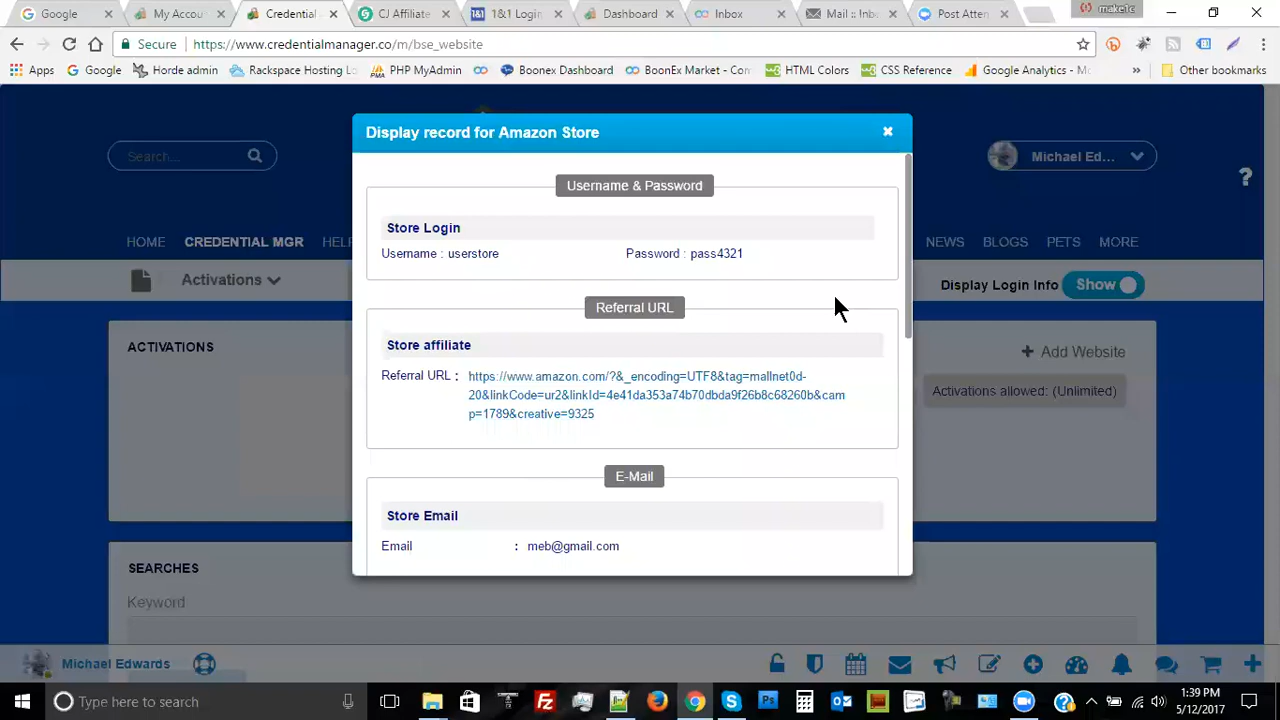 Google
My Accou
Credential
CJ Affiliate
1&1 Login
Dashboard
Inbox
Mail :: Inb
Post Atten
make1c
Secure
https://www.credentialmanager.co/m/bse_website
Apps
Google
Horde admin
Rackspace Hosting Lo
PHP MyAdmin
Boonex Dashboard
BoonEx Market - Con
HTML Colors
CSS Reference
Google Analytics - M
»
Other bookmarks
Display record for Amazon Store
Search...
Michael Ed...
?
Username & Password
Store Login
Username : userstore
Password : pass4321
HOME
CREDENTIAL MGR
HELP
NEWS
BLOGS
PETS
MORE
Activations
Display Login Info
Show
Referral URL
Store affiliate
Referral URL :
https://www.amazon.com/?&_encoding=UTF8&tag=mallnet0d-
20&linkCode=ur2&linkId=4e41da353a74b70dbda9f26b8c68260b&cam
p=1789&creative=9325
ACTIVATIONS
+ Add Website
Activations allowed: (Unlimited)
E-Mail
Store Email
Email : meb@gmail.com
SEARCHES
Keyword
Michael Edwards
Type here to search
1:39 PM
5/12/2017